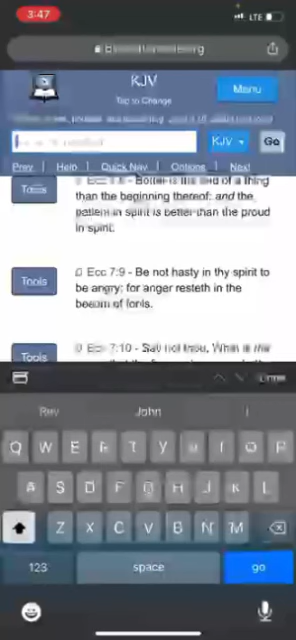 3:47
LTE
KJV
Tap to Change
Menu
KJV
Go
Prev | Help | Quick Nav | Options | Next
Tools
Better is the end of a thing
than the beginning thereof: and the
patient in spirit is better than the proud
in spirit.
Tools
Ecc 7:9 - Be not hasty in thy spirit to
be angry: for anger resteth in the
bosom of fools.
Tools
Ecc 7:10 - Say not thou, What is the
Done
Rev John I
Q W E R T Y U I O P
A S D F G H J K L
Z X C V B N M
123 space go